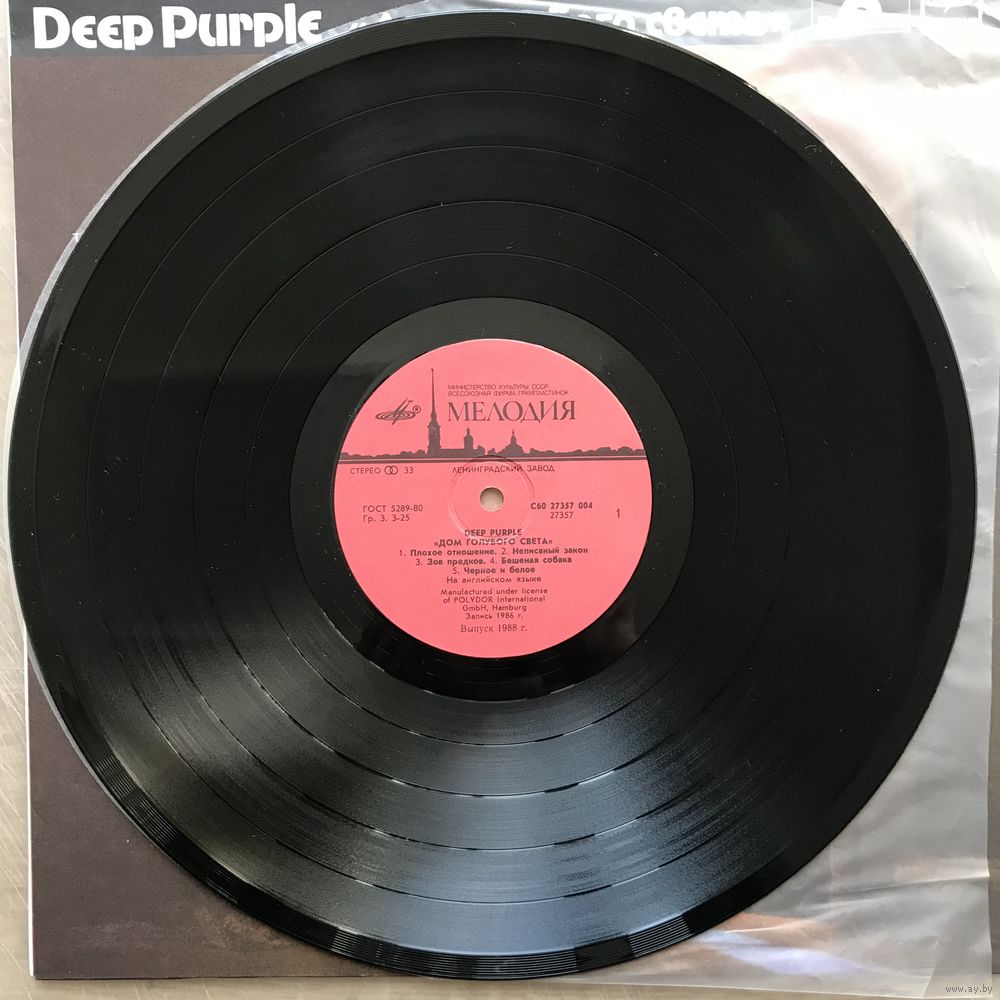 Deep Purple
МИНИСТЕРСТВО КУЛЬТУРЫ СССР
ВСЕСОЮЗНАЯ ФИРМА ГРАМПЛАСТИНОК
МЕЛОДИЯ
®
СТЕРЕО 33
ЛЕНИНГРАДСКИЙ ЗАВОД
ГОСТ 5289-80
Гр. 3. 3-25
С60 27357 004
27357
1
DEEP PURPLE
«ДОМ ГОЛУБОГО СВЕТА»
1. Плохое отношение. 2. Неписаный закон
3. Зов предков. 4. Бешеная собака
5. Черное и белое
На английском языке
Manufactured under license
of POLYDOR International
GmbH, Hamburg
Запись 1986 г.
Выпуск 1988 г.
www.ay.by